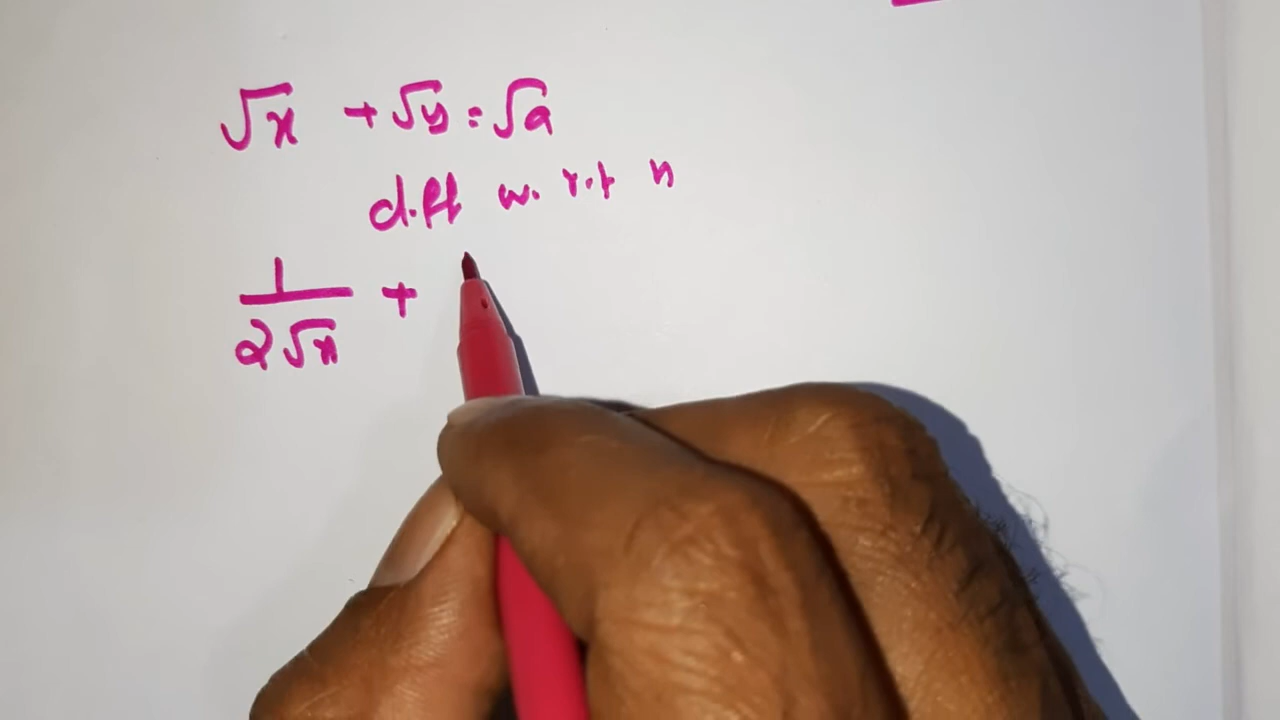 √x + √y = √a
diff w.r.t x
1/2√x +